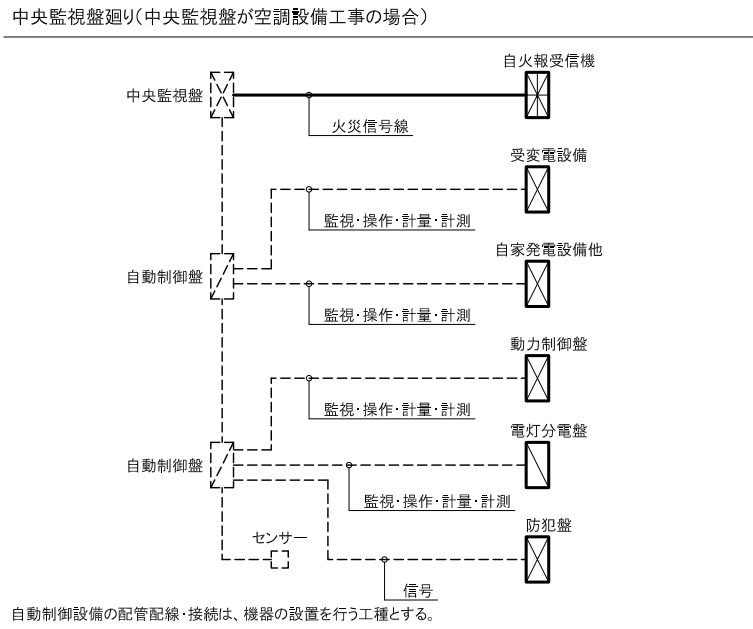 中央監視盤廻り(中央監視盤が空調設備工事の場合)
自火報受信機
中央監視盤
火災信号線
受変電設備
監視・操作・計量・計測
自家発電設備他
自動制御盤
監視・操作・計量・計測
動力制御盤
監視・操作・計量・計測
電灯分電盤
自動制御盤
監視・操作・計量・計測
防犯盤
センサー
信号
自動制御設備の配管配線・接続は、機器の設置を行う工種とする。